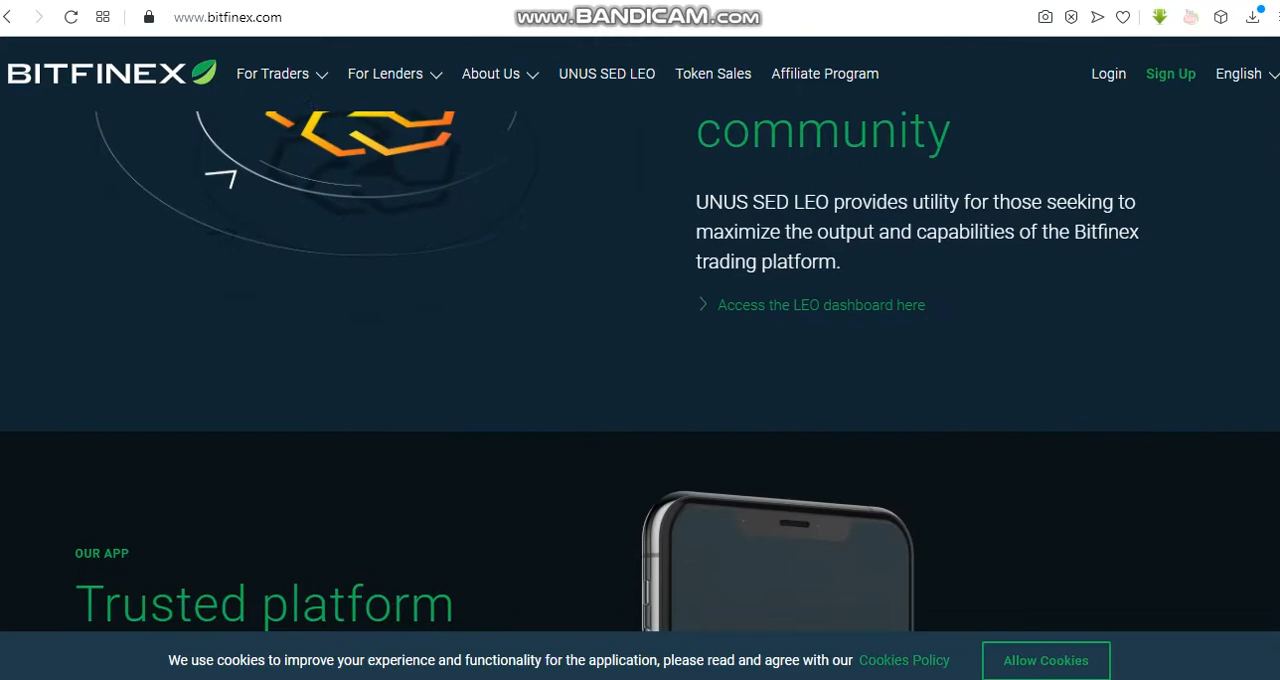 www.bitfinex.com
www.BANDICAM.com
BITFINEX
For Traders
For Lenders
About Us
UNUS SED LEO
Token Sales
Affiliate Program
Login
Sign Up
English
community
UNUS SED LEO provides utility for those seeking to
maximize the output and capabilities of the Bitfinex
trading platform.
Access the LEO dashboard here
OUR APP
Trusted platform
We use cookies to improve your experience and functionality for the application, please read and agree with our Cookies Policy
Allow Cookies